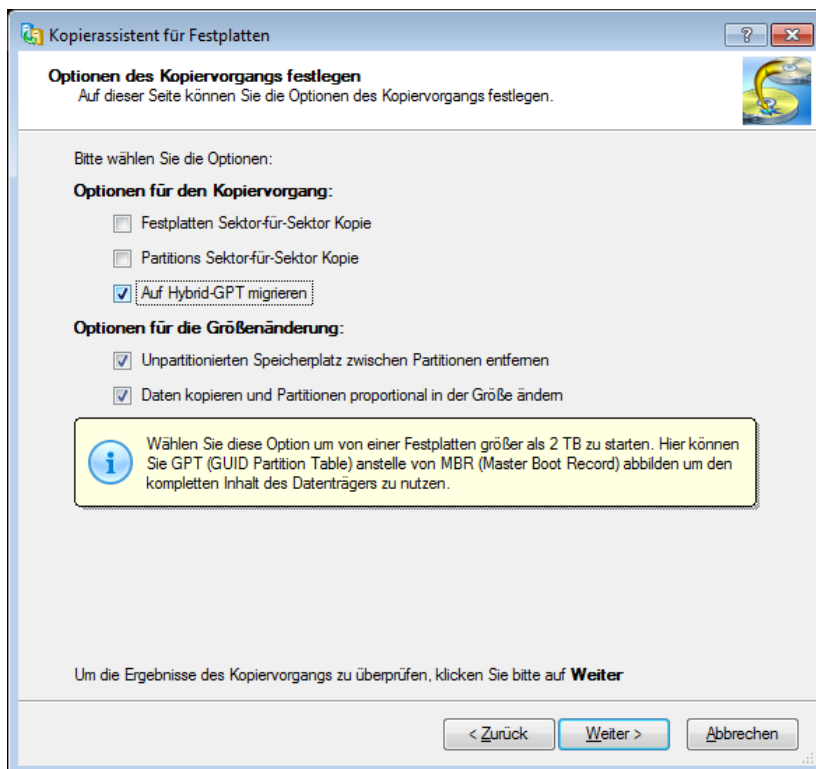 Kopierassistent für Festplatten
?
Optionen des Kopiervorgangs festlegen
Auf dieser Seite können Sie die Optionen des Kopiervorgangs festlegen.
Bitte wählen Sie die Optionen:
Optionen für den Kopiervorgang:
Festplatten Sektor-für-Sektor Kopie
Partitions Sektor-für-Sektor Kopie
Auf Hybrid-GPT migrieren
Optionen für die Größenänderung:
Unpartitionierten Speicherplatz zwischen Partitionen entfernen
Daten kopieren und Partitionen proportional in der Größe ändern
Wählen Sie diese Option um von einer Festplatten größer als 2 TB zu starten. Hier können
Sie GPT (GUID Partition Table) anstelle von MBR (Master Boot Record) abbilden um den
kompletten Inhalt des Datenträgers zu nutzen.
Um die Ergebnisse des Kopiervorgangs zu überprüfen, klicken Sie bitte auf Weiter
< Zurück Weiter > Abbrechen